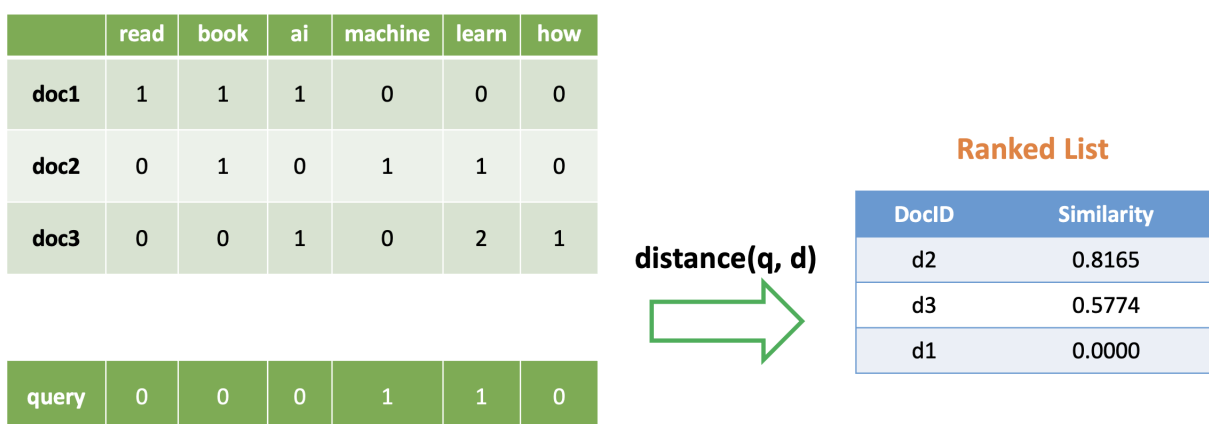 read book ai machine learn how
doc1 1 1 1 0 0 0
doc2 0 1 0 1 1 0
doc3 0 0 1 0 2 1
query 0 0 0 1 1 0
distance(q, d)
Ranked List
DocID Similarity
d2 0.8165
d3 0.5774
d1 0.0000